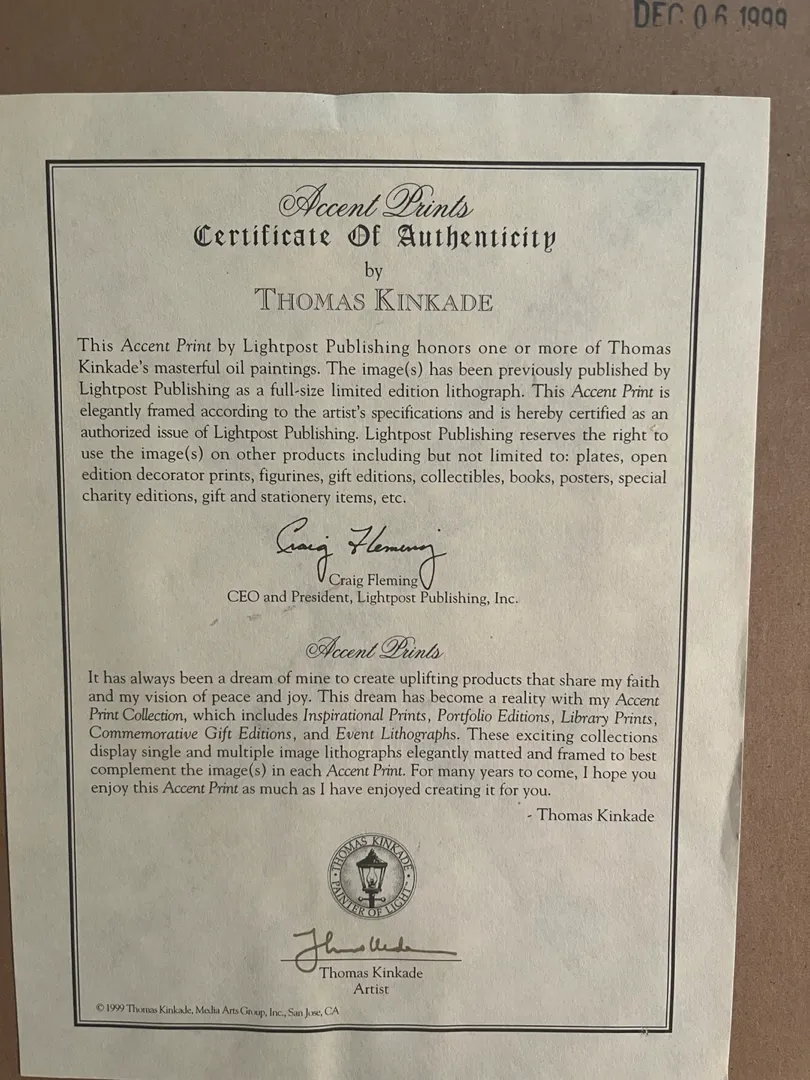 DEC 06 1999
Accent Prints
Certificate Of Authenticity
by
THOMAS KINKADE
This Accent Print by Lightpost Publishing honors one or more of Thomas
Kinkade's masterful oil paintings. The image(s) has been previously published by
Lightpost Publishing as a full-size limited edition lithograph. This Accent Print is
elegantly framed according to the artist's specifications and is hereby certified as an
authorized issue of Lightpost Publishing. Lightpost Publishing reserves the right to
use the image(s) on other products including but not limited to: plates, open
edition decorator prints, figurines, gift editions, collectibles, books, posters, special
charity editions, gift and stationery items, etc.
Craig Fleming
Craig Fleming
CEO and President, Lightpost Publishing, Inc.
Accent Prints
It has always been a dream of mine to create uplifting products that share my faith
and my vision of peace and joy. This dream has become a reality with my Accent
Print Collection, which includes Inspirational Prints, Portfolio Editions, Library Prints,
Commemorative Gift Editions, and Event Lithographs. These exciting collections
display single and multiple image lithographs elegantly matted and framed to best
complement the image(s) in each Accent Print. For many years to come, I hope you
enjoy this Accent Print as much as I have enjoyed creating it for you.
- Thomas Kinkade
THOMAS KINKADE
PAINTER OF LIGHT
Thomas Kinkade
Artist
© 1999 Thomas Kinkade, Media Arts Group, Inc., San Jose, CA